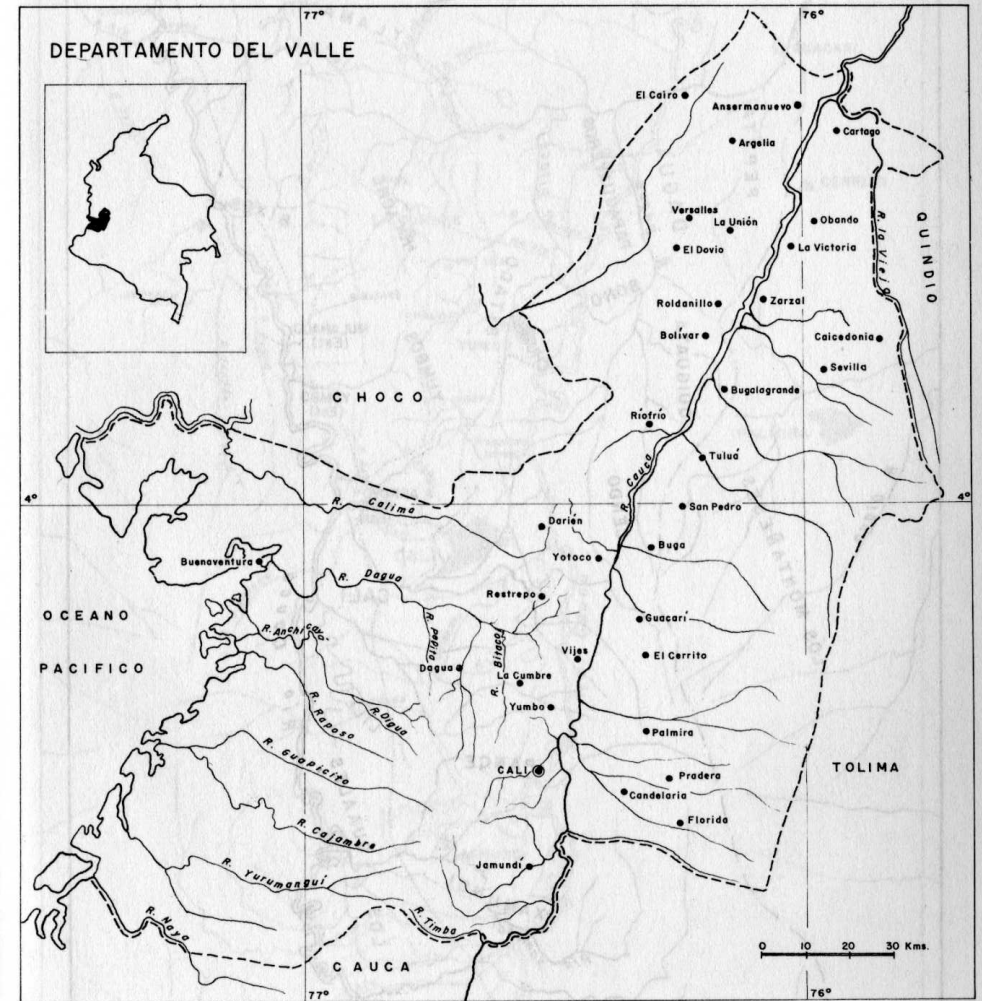 77°
76°
DEPARTAMENTO DEL VALLE
El Cairo
Ansermanuevo
Cartago
Argelia
Versalles
La Unión
Obando
El Dovio
La Victoria
R. la Vieja
QUINDIO
Roldanillo
Zarzal
Bolívar
Caicedonia
Sevilla
Bugalagrande
CHOCO
Ríofrío
R. Cauca
Tuluá
4°
R. Calima
San Pedro
4°
Darién
Buga
Yotoco
Buenaventura
R. Dagua
Restrepo
OCEANO
PACIFICO
R. Anchicayá
R. Pepita
R. Bitaco
Guacarí
Vijes
El Cerrito
Dagua
La Cumbre
R. Raposo
R. Digua
Yumbo
Palmira
R. Guapicito
CALI
Pradera
TOLIMA
Candelaria
Florida
R. Cajambre
Jamundí
R. Yurumanguí
R. Naya
R. Timba
CAUCA
0 10 20 30 Kms.
77°
76°